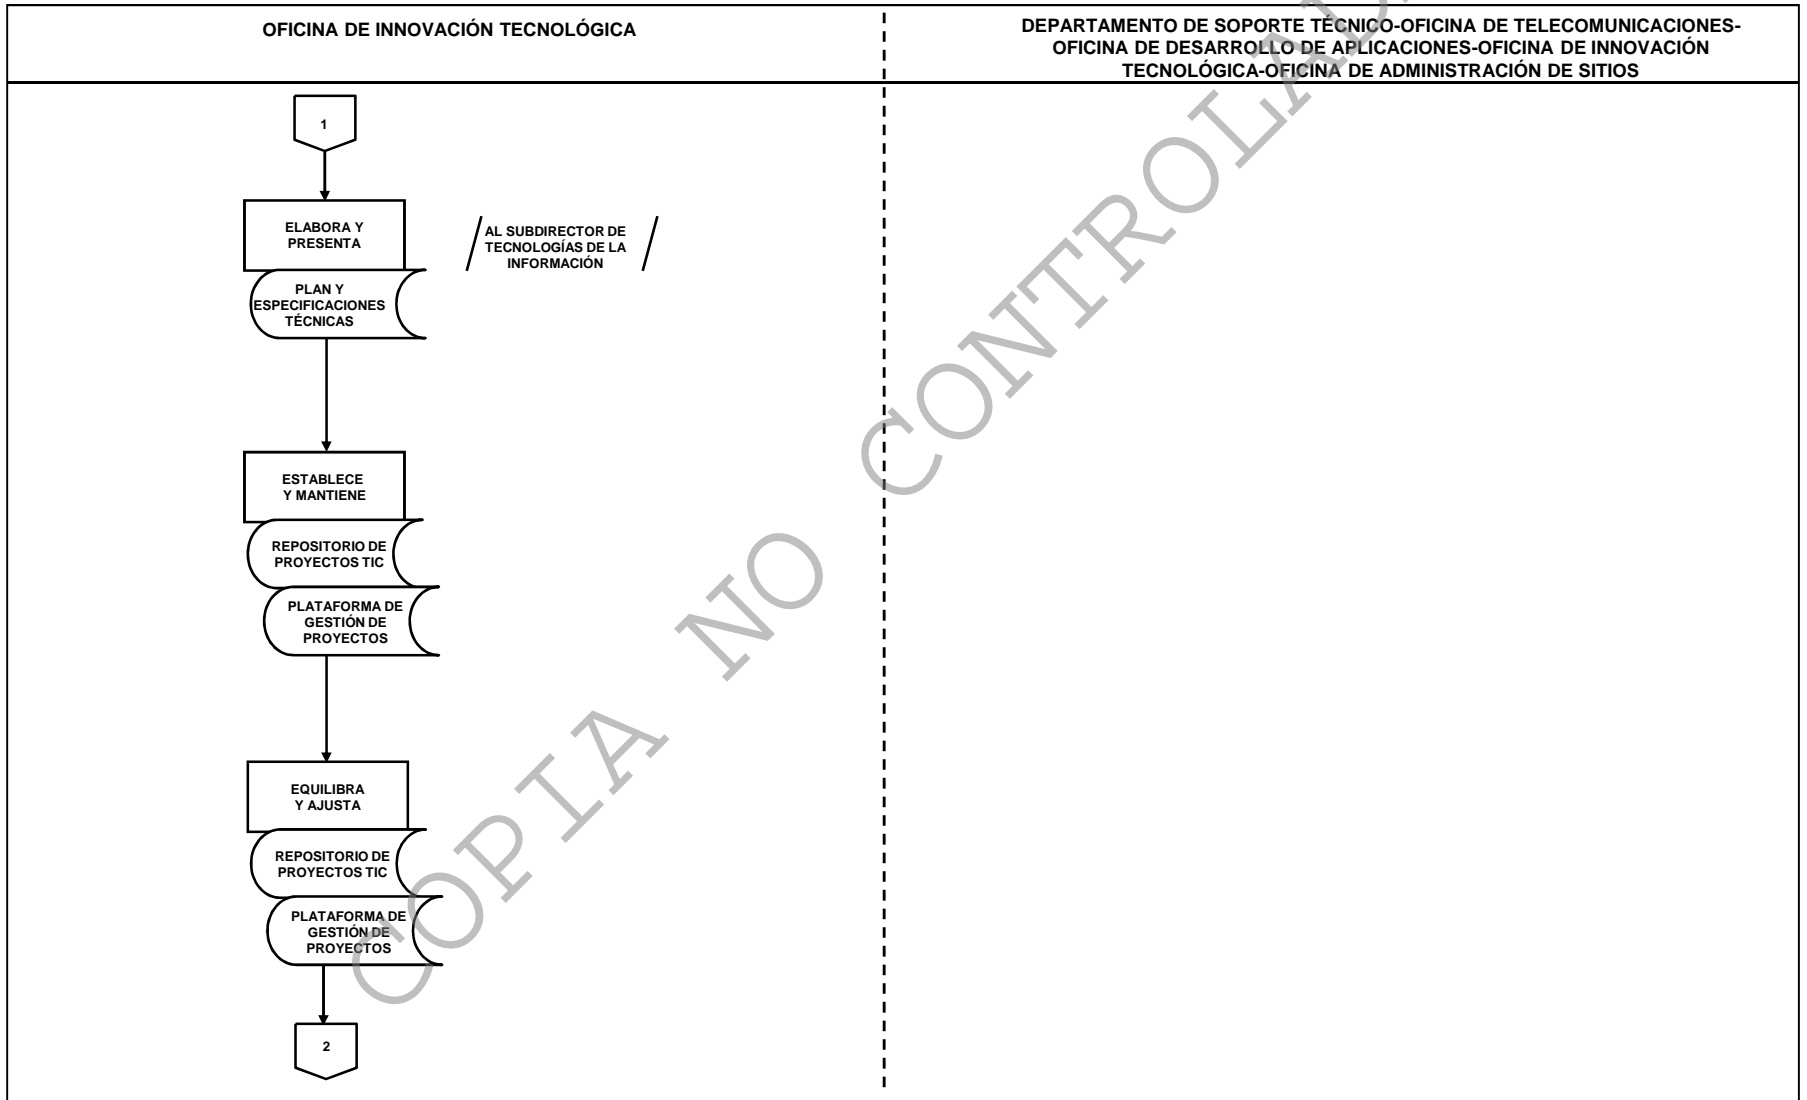 OFICINA DE INNOVACIÓN TECNOLÓGICA
DEPARTAMENTO DE SOPORTE TÉCNICO-OFICINA DE TELECOMUNICACIONES-
OFICINA DE DESARROLLO DE APLICACIONES-OFICINA DE INNOVACIÓN
TECNOLÓGICA-OFICINA DE ADMINISTRACIÓN DE SITIOS
1
ELABORA Y
PRESENTA
AL SUBDIRECTOR DE
TECNOLOGÍAS DE LA
INFORMACIÓN
PLAN Y
ESPECIFICACIONES
TÉCNICAS
ESTABLECE
Y MANTIENE
REPOSITORIO DE
PROYECTOS TIC
PLATAFORMA DE
GESTIÓN DE
PROYECTOS
EQUILIBRA
Y AJUSTA
REPOSITORIO DE
PROYECTOS TIC
PLATAFORMA DE
GESTIÓN DE
PROYECTOS
2
COPIA NO CONTROLAD